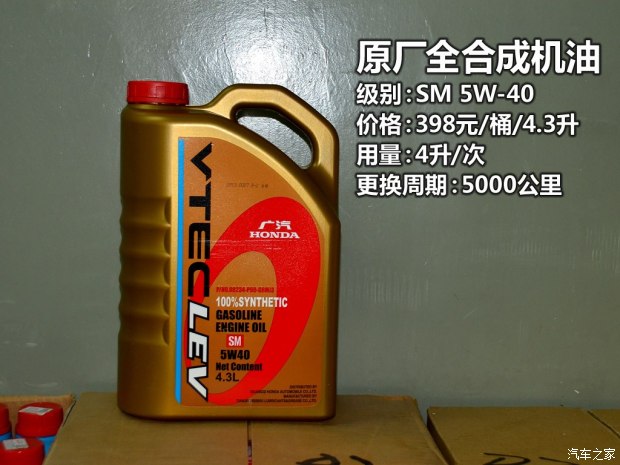 原厂全合成机油
级别:SM 5W-40
价格:398元/桶/4.3升
用量:4升/次
更换周期:5000公里
VTEC LEV
广汽
HONDA
100%SYNTHETIC
GASOLINE
ENGINE OIL
SM
5W40
Net Content
4.3L
汽车之家